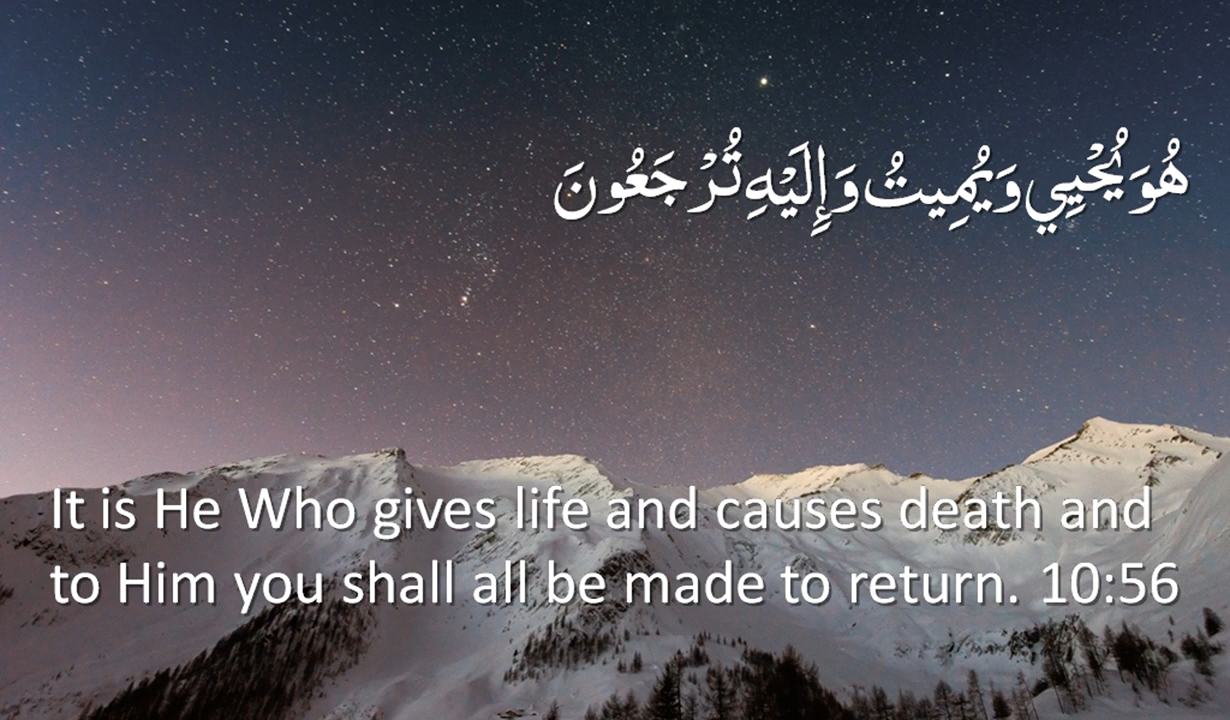 هُوَ يُحْيِي وَيُمِيتُ وَإِلَيْهِ تُرْجَعُونَ
It is He Who gives life and causes death and
to Him you shall all be made to return. 10:56